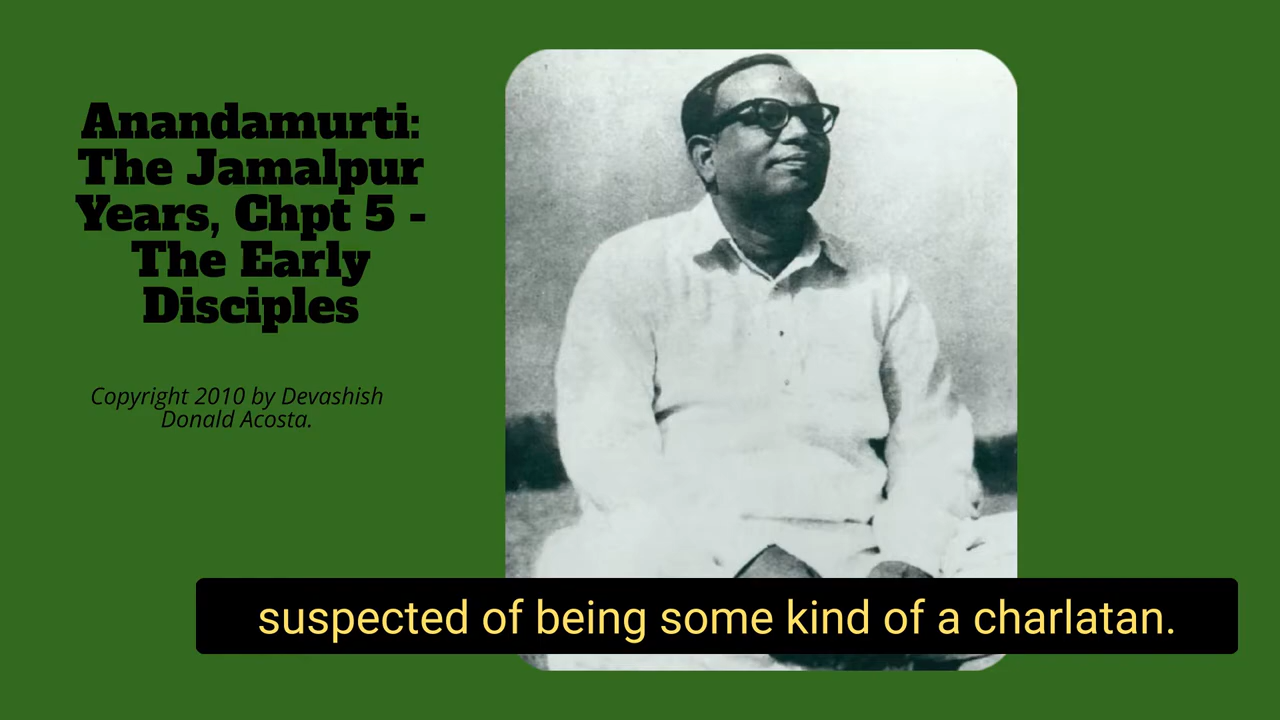 Anandamurti:
The Jamalpur
Years, Chpt 5 -
The Early
Disciples
Copyright 2010 by Devashish
Donald Acosta.
suspected of being some kind of a charlatan.